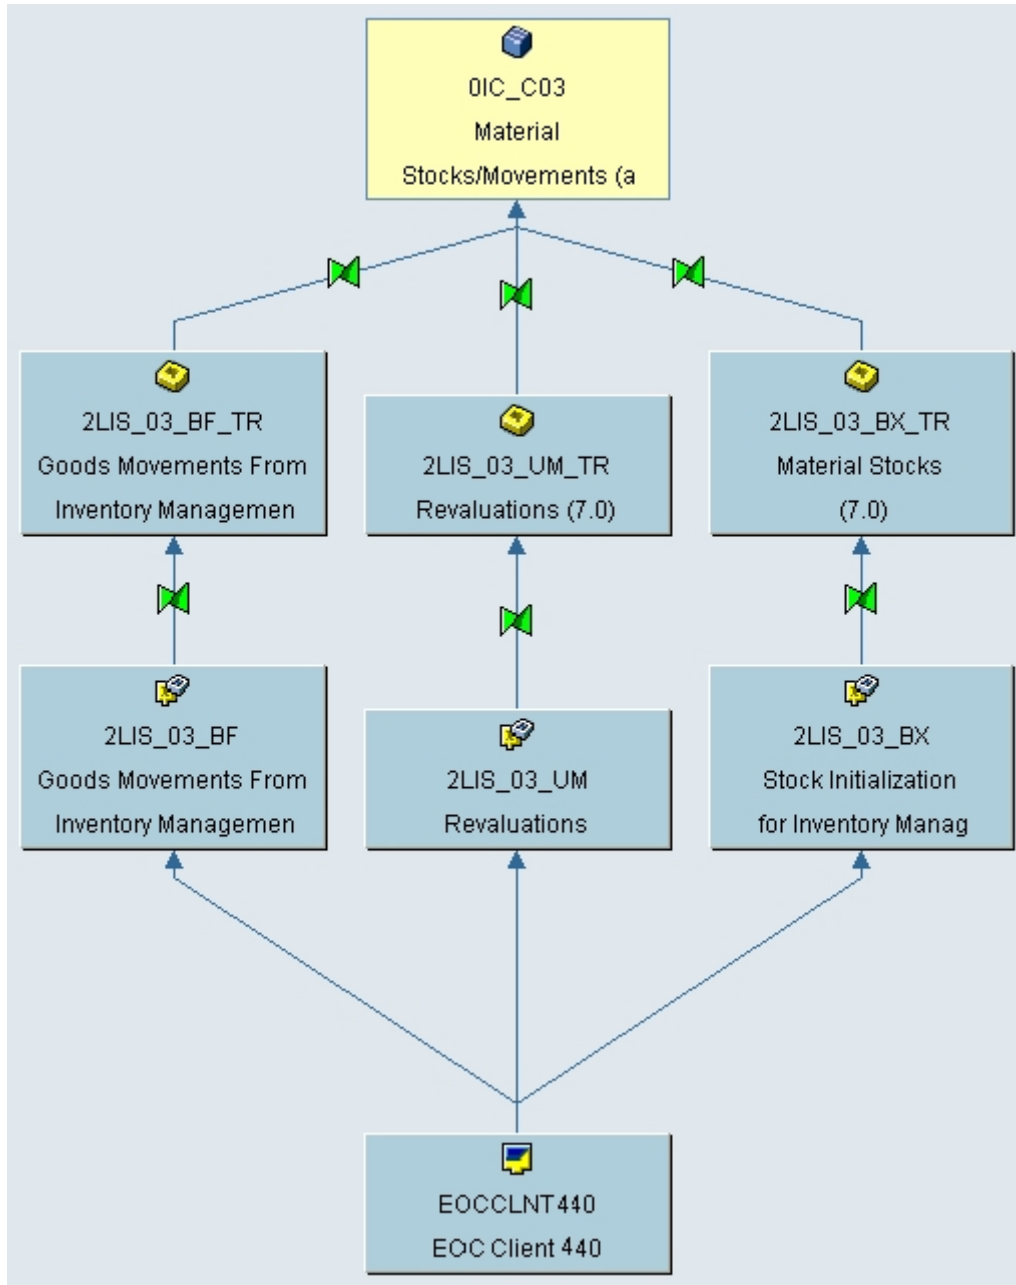 0IC_C03
Material
Stocks/Movements (a
2LIS_03_BF_TR
Goods Movements From
Inventory Managemen
2LIS_03_UM_TR
Revaluations (7.0)
2LIS_03_BX_TR
Material Stocks
(7.0)
2LIS_03_BF
Goods Movements From
Inventory Managemen
2LIS_03_UM
Revaluations
2LIS_03_BX
Stock Initialization
for Inventory Manag
EOCCLNT440
EOC Client 440